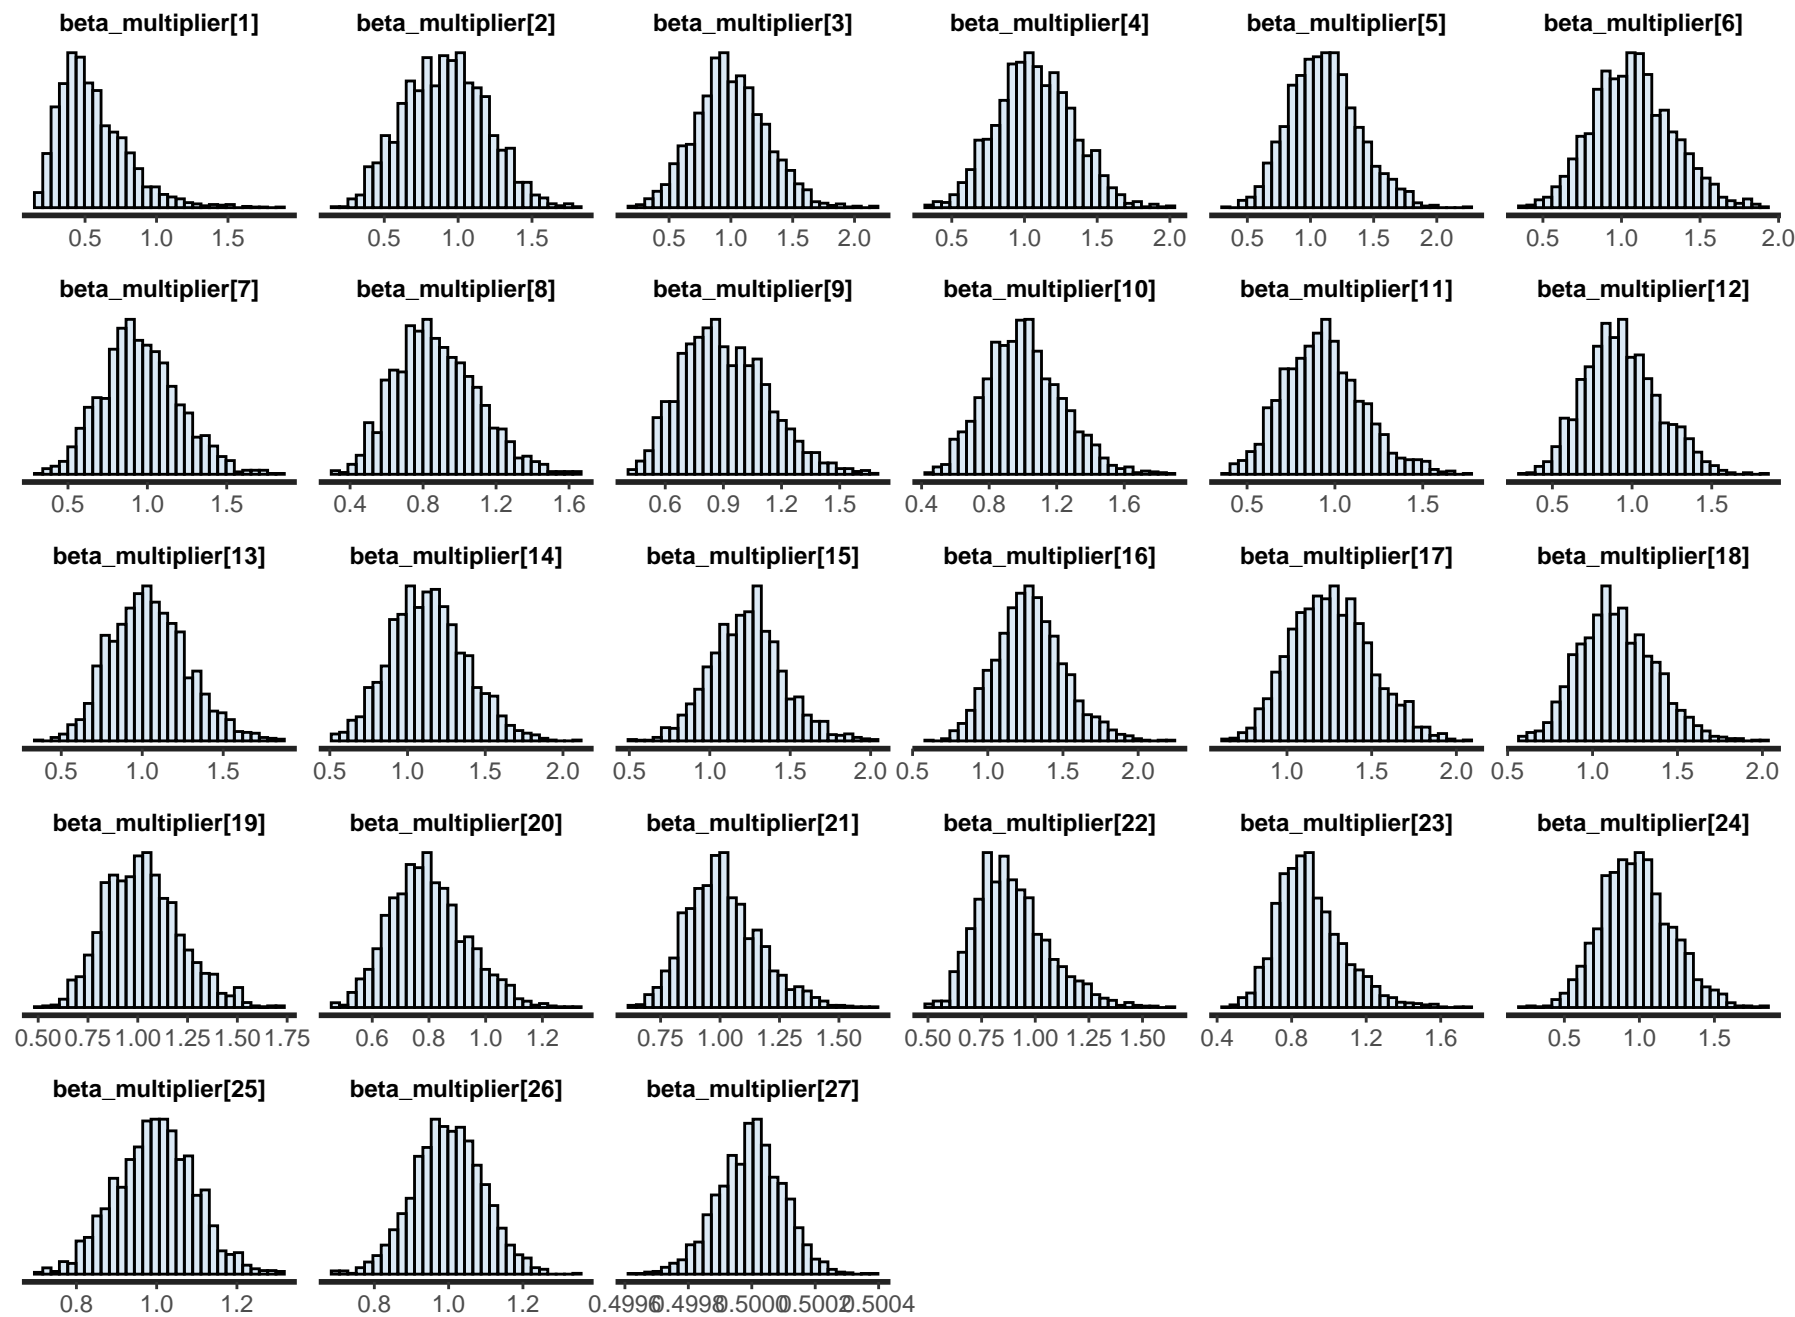 beta_multiplier[1] beta_multiplier[2] beta_multiplier[3] beta_multiplier[4] beta_multiplier[5] beta_multiplier[6]
0.5 1.0 1.5 0.5 1.0 1.5 0.5 1.0 1.5 2.0 0.5 1.0 1.5 2.0 0.5 1.0 1.5 2.0 0.5 1.0 1.5 2.0
beta_multiplier[7] beta_multiplier[8] beta_multiplier[9] beta_multiplier[10] beta_multiplier[11] beta_multiplier[12]
0.5 1.0 1.5 0.4 0.8 1.2 1.6 0.6 0.9 1.2 1.5 0.4 0.8 1.2 1.6 0.5 1.0 1.5 0.5 1.0 1.5
beta_multiplier[13] beta_multiplier[14] beta_multiplier[15] beta_multiplier[16] beta_multiplier[17] beta_multiplier[18]
0.5 1.0 1.5 0.5 1.0 1.5 2.0 0.5 1.0 1.5 2.0 0.5 1.0 1.5 2.0 1.0 1.5 2.0 0.5 1.0 1.5 2.0
beta_multiplier[19] beta_multiplier[20] beta_multiplier[21] beta_multiplier[22] beta_multiplier[23] beta_multiplier[24]
0.50 0.75 1.00 1.25 1.50 1.75 0.6 0.8 1.0 1.2 0.75 1.00 1.25 1.50 0.50 0.75 1.00 1.25 1.50 0.4 0.8 1.2 1.6 0.5 1.0 1.5
beta_multiplier[25] beta_multiplier[26] beta_multiplier[27]
0.8 1.0 1.2 0.8 1.0 1.2 0.4996 0.4998 0.5000 0.5002 0.5004